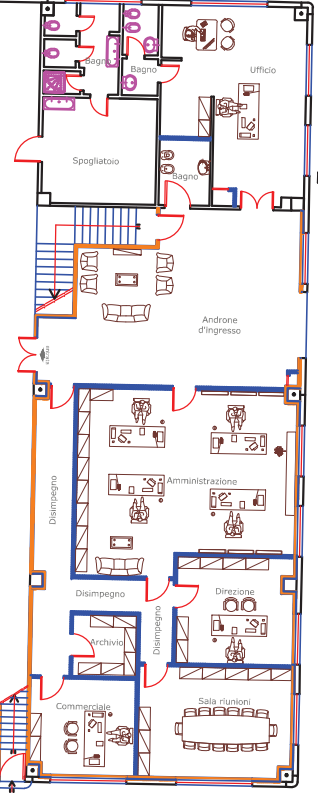 Bagno
Bagno
Ufficio
Spogliatoio
Bagno
Androne
d'ingresso
Disimpegno
Amministrazione
Disimpegno
Direzione
Disimpegno
Archivio
Commerciale
Sala riunioni